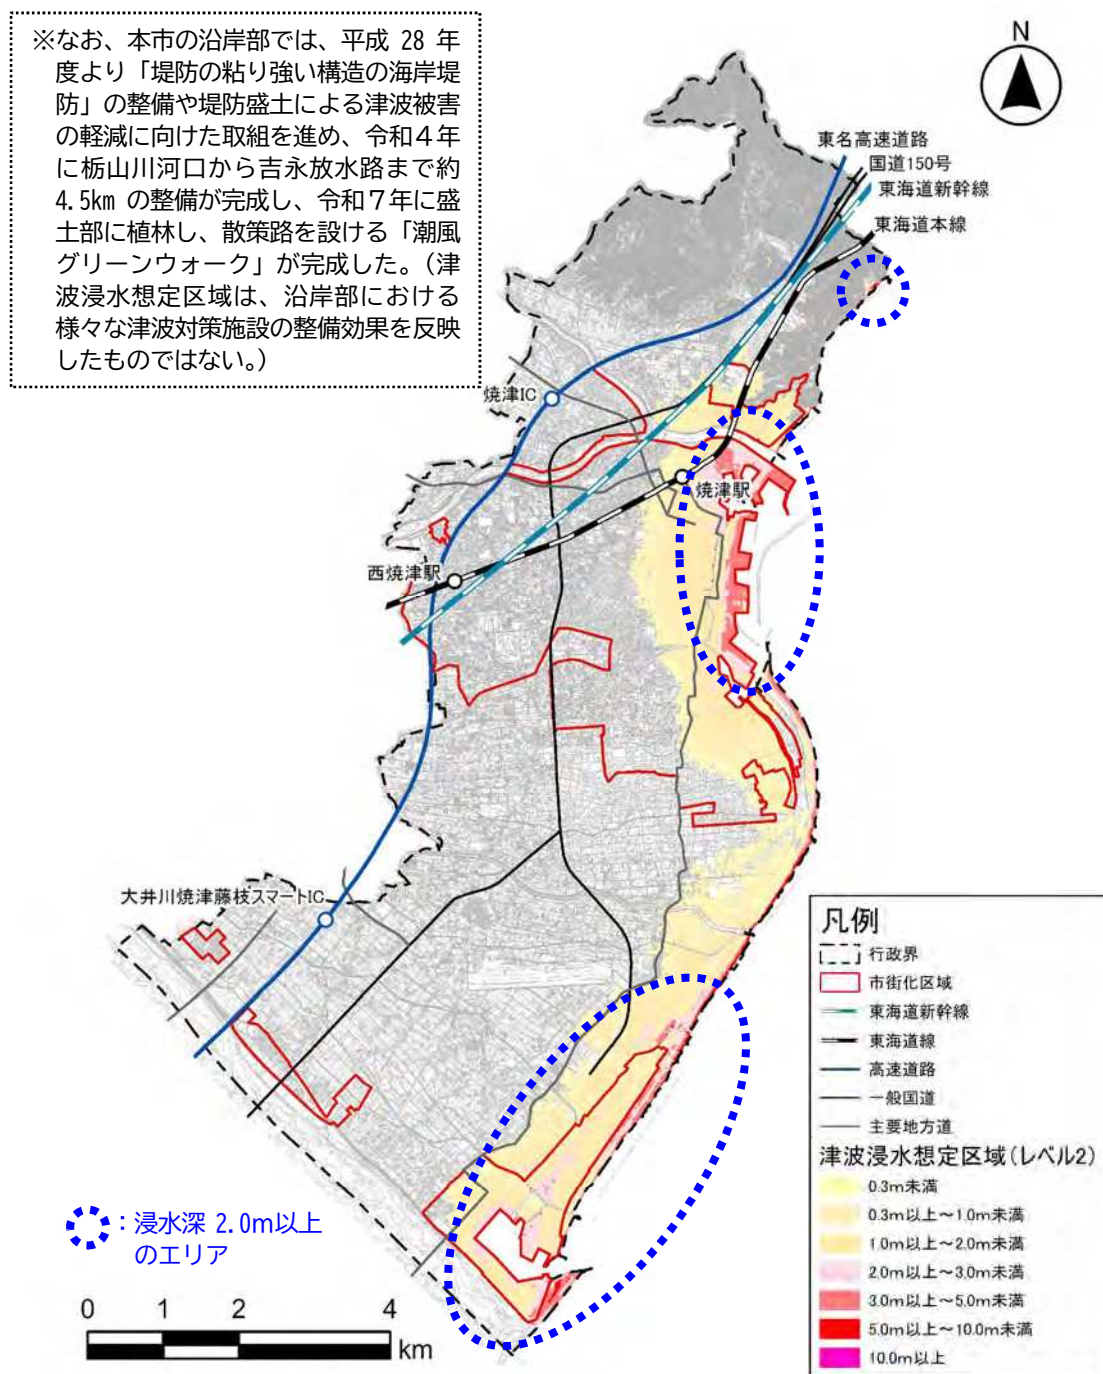 ※なお、本市の沿岸部では、平成 28 年
度より「堤防の粘り強い構造の海岸堤
防」の整備や堤防盛土による津波被害
の軽減に向けた取組を進め、令和４年
に栃山川河口から吉永放水路まで約
4.5km の整備が完成し、令和７年に盛
土部に植林し、散策路を設ける「潮風
グリーンウォーク」が完成した。（津
波浸水想定区域は、沿岸部における
様々な津波対策施設の整備効果を反映
したものではない。）
N
東名高速道路
国道150号
東海道新幹線
東海道本線
焼津IC
焼津駅
西焼津駅
大井川焼津藤枝スマートIC
凡例
行政界
市街化区域
東海道新幹線
東海道線
高速道路
一般国道
主要地方道
津波浸水想定区域(レベル2)
0.3m未満
0.3m以上～1.0m未満
1.0m以上～2.0m未満
2.0m以上～3.0m未満
3.0m以上～5.0m未満
5.0m以上～10.0m未満
10.0m以上
：浸水深 2.0m以上
のエリア
0 1 2 4
km